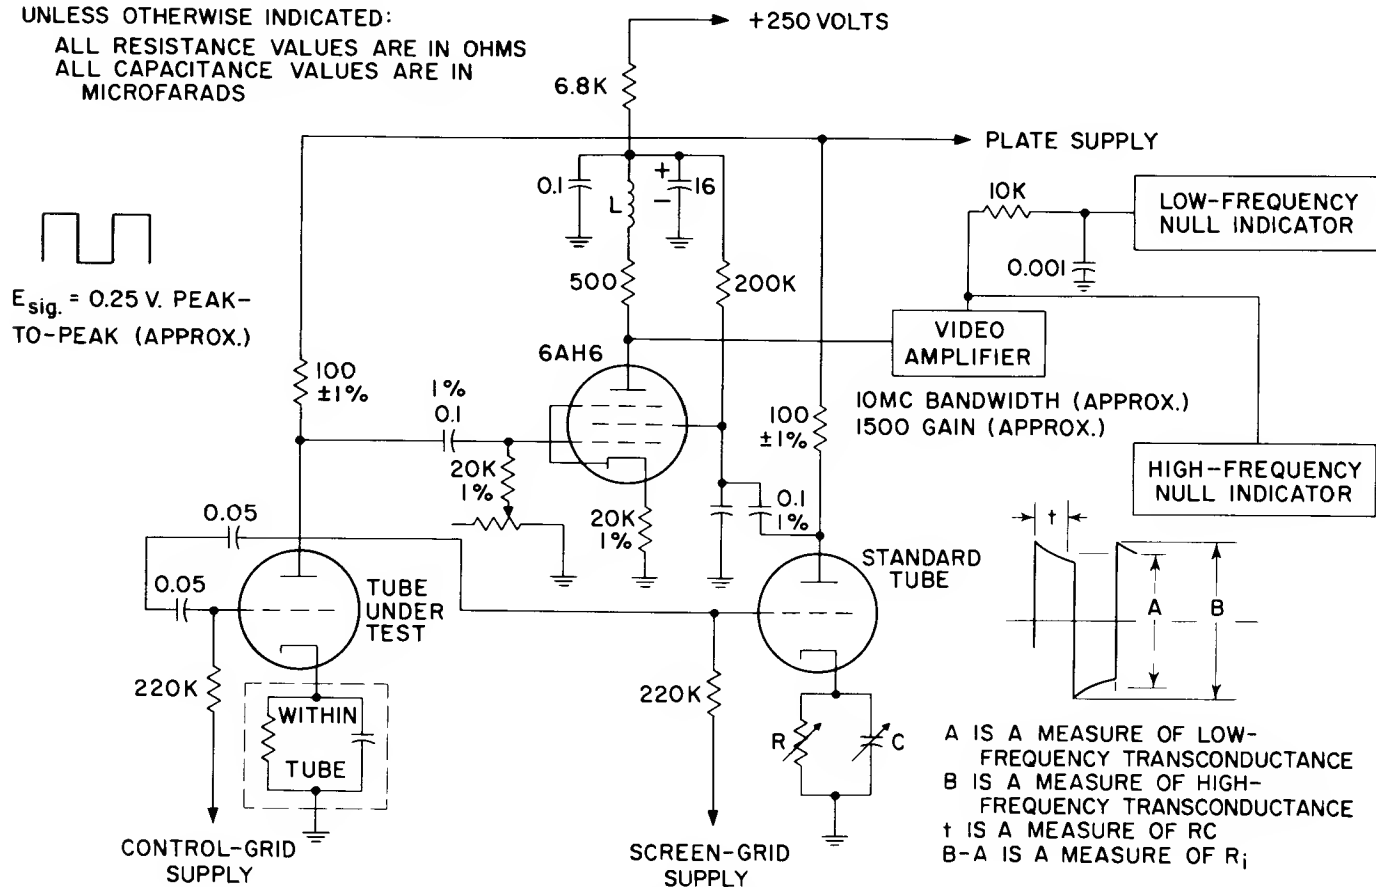 UNLESS OTHERWISE INDICATED:
ALL RESISTANCE VALUES ARE IN OHMS
ALL CAPACITANCE VALUES ARE IN
MICROFARADS
+250 VOLTS
6.8K
PLATE SUPPLY
0.1
L
+
16
−
10K
LOW-FREQUENCY
NULL INDICATOR
0.001
Esig. = 0.25 V. PEAK-
TO-PEAK (APPROX.)
500
200K
VIDEO
AMPLIFIER
6AH6
100
±1%
1%
0.1
10MC BANDWIDTH (APPROX.)
1500 GAIN (APPROX.)
100
±1%
HIGH-FREQUENCY
NULL INDICATOR
20K
1%
20K
1%
0.1
1%
0.05
0.05
TUBE
UNDER
TEST
STANDARD
TUBE
t
A
B
220K
WITHIN
TUBE
220K
R
C
A IS A MEASURE OF LOW-
FREQUENCY TRANSCONDUCTANCE
B IS A MEASURE OF HIGH-
FREQUENCY TRANSCONDUCTANCE
t IS A MEASURE OF RC
B-A IS A MEASURE OF Ri
CONTROL-GRID
SUPPLY
SCREEN-GRID
SUPPLY